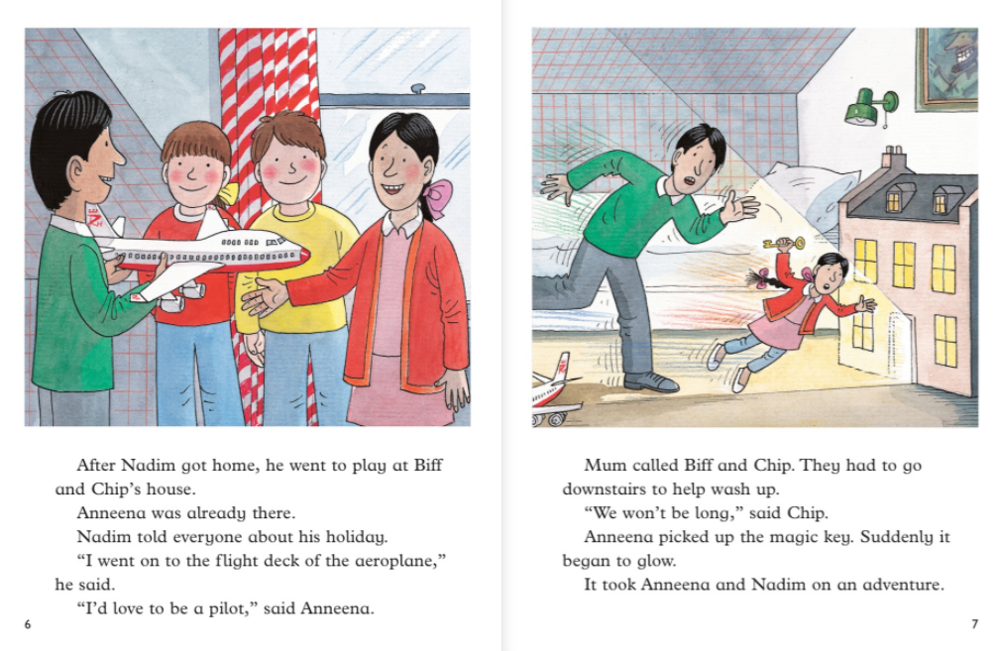 After Nadim got home, he went to play at Biff
and Chip's house.
Anneena was already there.
Nadim told everyone about his holiday.
"I went on to the flight deck of the aeroplane,"
he said.
"I'd love to be a pilot," said Anneena.
6
Mum called Biff and Chip. They had to go
downstairs to help wash up.
"We won't be long," said Chip.
Anneena picked up the magic key. Suddenly it
began to glow.
It took Anneena and Nadim on an adventure.
7